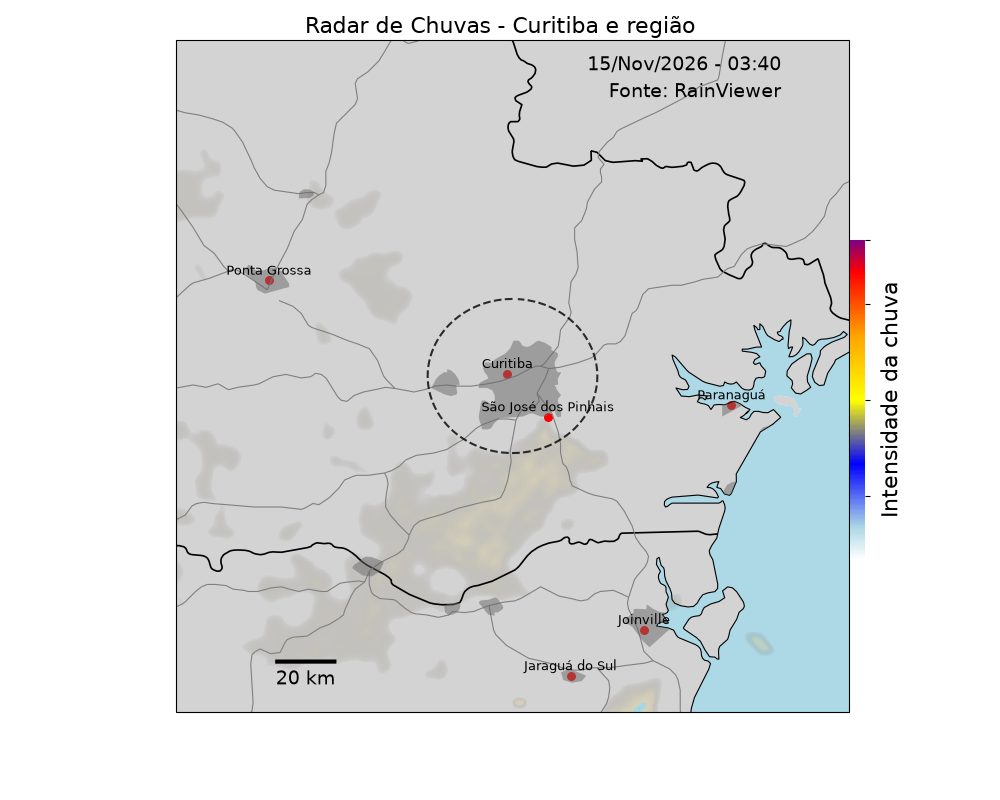 Radar de Chuvas - Curitiba e região
15/Nov/2026 - 03:40
Fonte: RainViewer
Ponta Grossa
Curitiba
Paranaguá
São José dos Pinhais
Intensidade da chuva
Joinville
Jaraguá do Sul
20 km